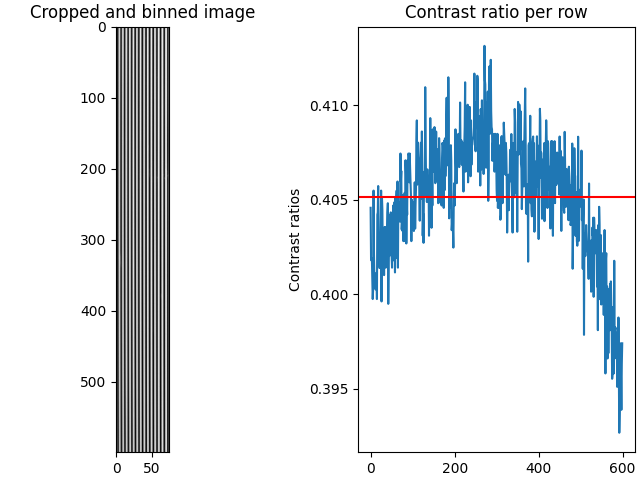 Cropped and binned image
0
100
200
300
400
500
0 50
Contrast ratio per row
Contrast ratios
0.410
0.405
0.400
0.395
0 200 400 600